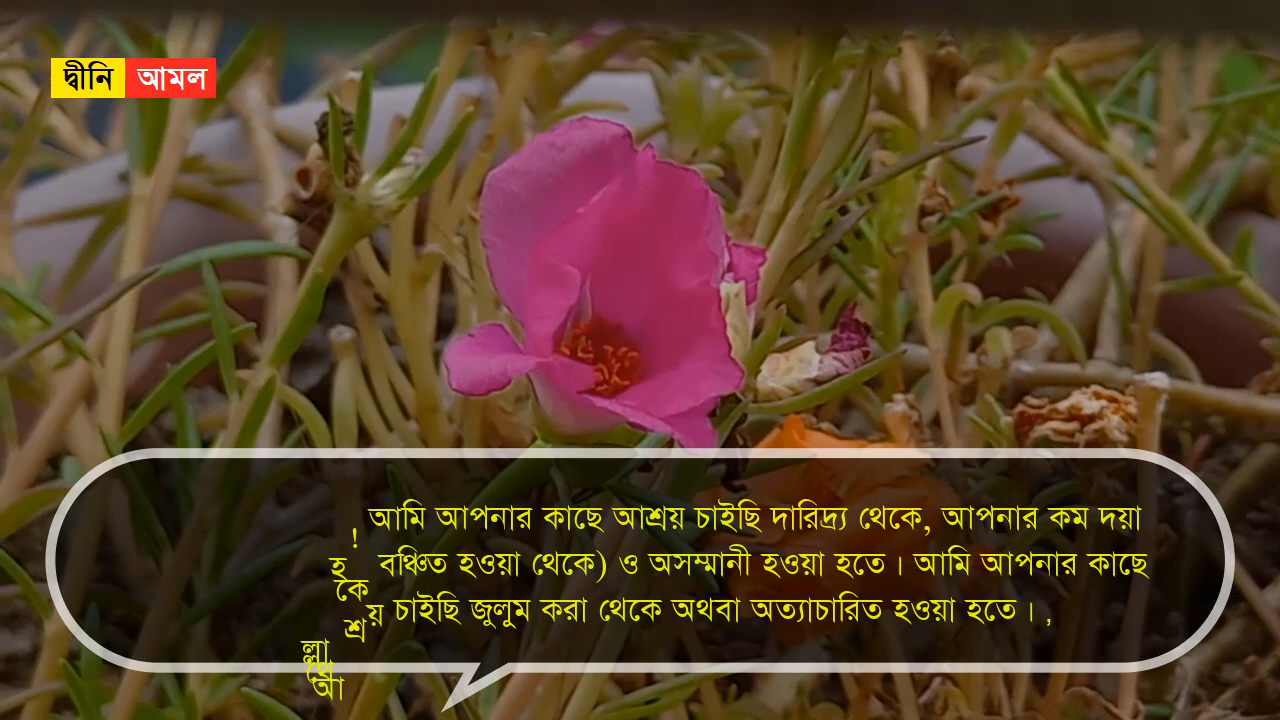 দ্বীনি আমল
! আমি আপনার কাছে আশ্রয় চাইছি দারিদ্র্য থেকে, আপনার কম দয়া
বঞ্চিত হওয়া থেকে) ও অসম্মানী হওয়া হতে। আমি আপনার কাছে
য় চাইছি জুলুম করা থেকে অথবা অত্যাচারিত হওয়া হতে। ,